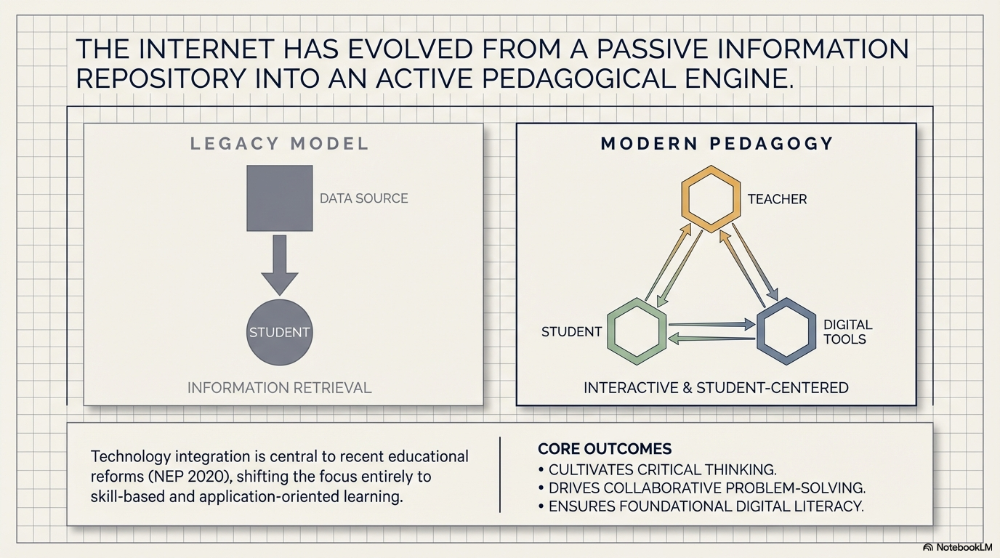 THE INTERNET HAS EVOLVED FROM A PASSIVE INFORMATION
REPOSITORY INTO AN ACTIVE PEDAGOGICAL ENGINE.
LEGACY MODEL
DATA SOURCE
STUDENT
INFORMATION RETRIEVAL
MODERN PEDAGOGY
TEACHER
STUDENT
DIGITAL
TOOLS
INTERACTIVE & STUDENT-CENTERED
Technology integration is central to recent educational
reforms (NEP 2020), shifting the focus entirely to
skill-based and application-oriented learning.
CORE OUTCOMES
• CULTIVATES CRITICAL THINKING.
• DRIVES COLLABORATIVE PROBLEM-SOLVING.
• ENSURES FOUNDATIONAL DIGITAL LITERACY.
NotebookLM